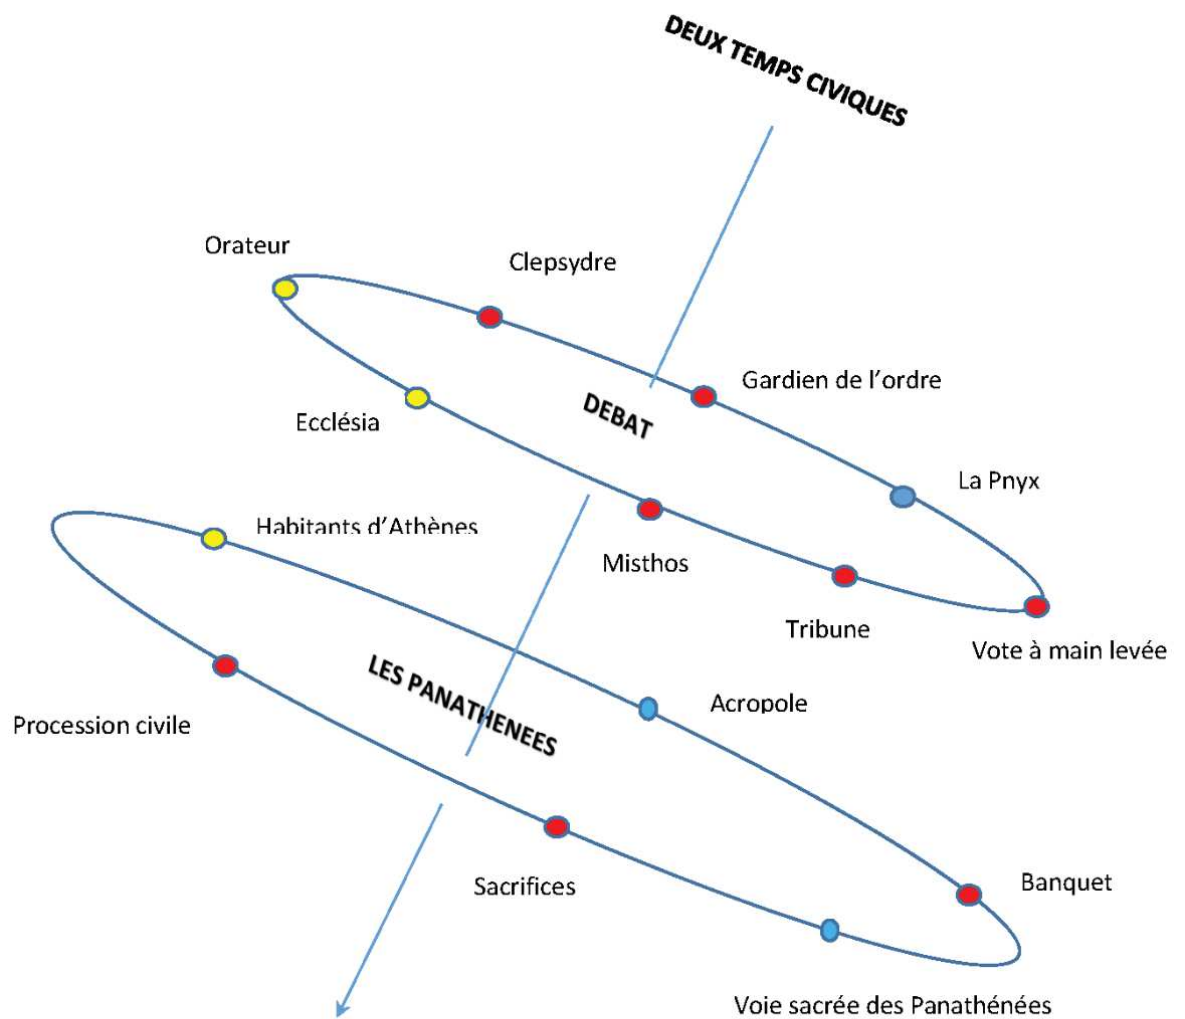 DEUX TEMPS CIVIQUES
Orateur
Clepsydre
Gardien de l’ordre
DEBAT
Ecclésia
La Pnyx
Habitants d’Athènes
Misthos
Tribune
Vote à main levée
LES PANATHENEES
Acropole
Procession civile
Sacrifices
Banquet
Voie sacrée des Panathénées